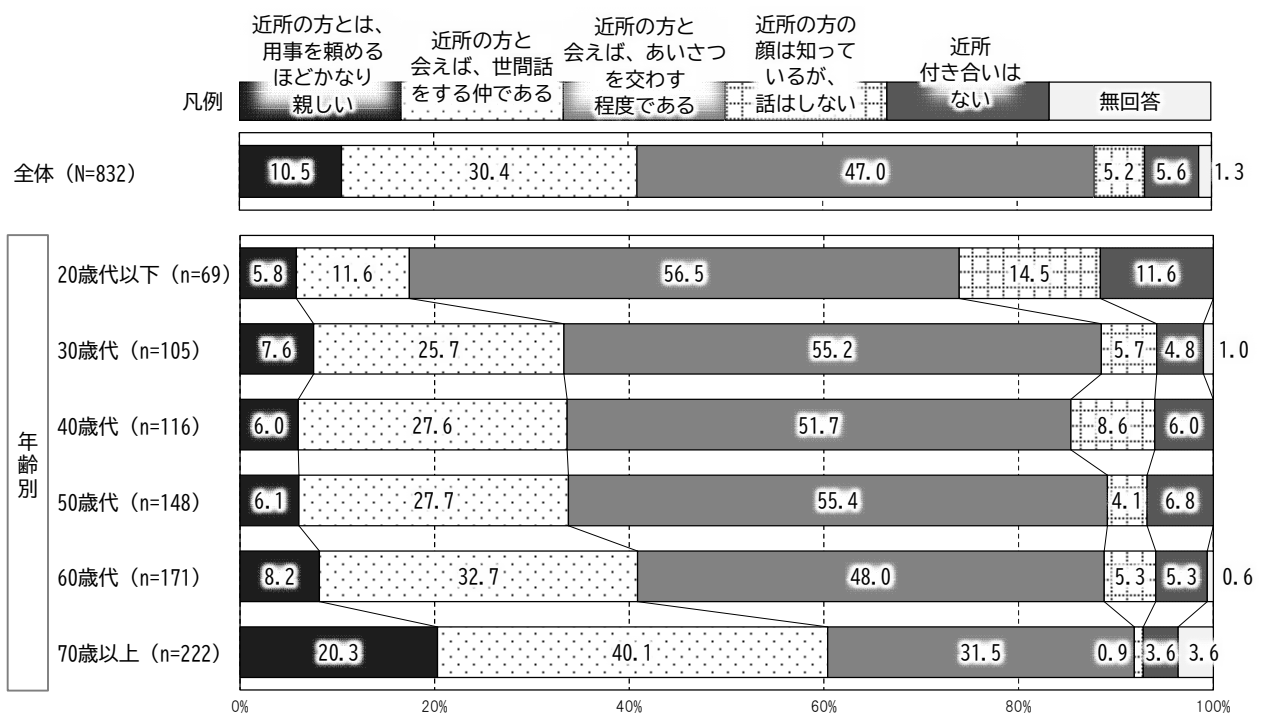 近所の方とは、
用事を頼める
ほどかなり
親しい
近所の方と
会えば、世間話
をする仲である
近所の方と
会えば、あいさつ
を交わす
程度である
近所の方の
顔は知って
いるが、
話はしない
近所
付き合いは
ない
無回答
凡例
全体（N=832）
10.5 30.4 47.0 5.2 5.6 1.3
年齢別
20歳代以下（n=69）
5.8 11.6 56.5 14.5 11.6
30歳代（n=105）
7.6 25.7 55.2 5.7 4.8 1.0
40歳代（n=116）
6.0 27.6 51.7 8.6 6.0
50歳代（n=148）
6.1 27.7 55.4 4.1 6.8
60歳代（n=171）
8.2 32.7 48.0 5.3 5.3 0.6
70歳以上（n=222）
20.3 40.1 31.5 0.9 3.6 3.6
0% 20% 40% 60% 80% 100%